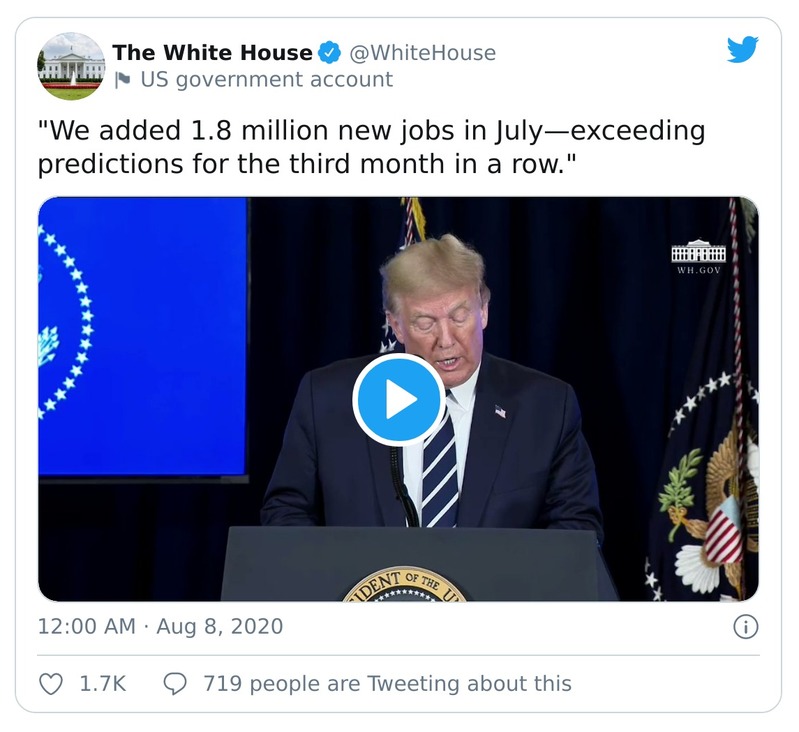 The White House @WhiteHouse
US government account
"We added 1.8 million new jobs in July—exceeding
predictions for the third month in a row."
WH.GOV
IDENT OF THE U
12:00 AM · Aug 8, 2020
1.7K 719 people are Tweeting about this